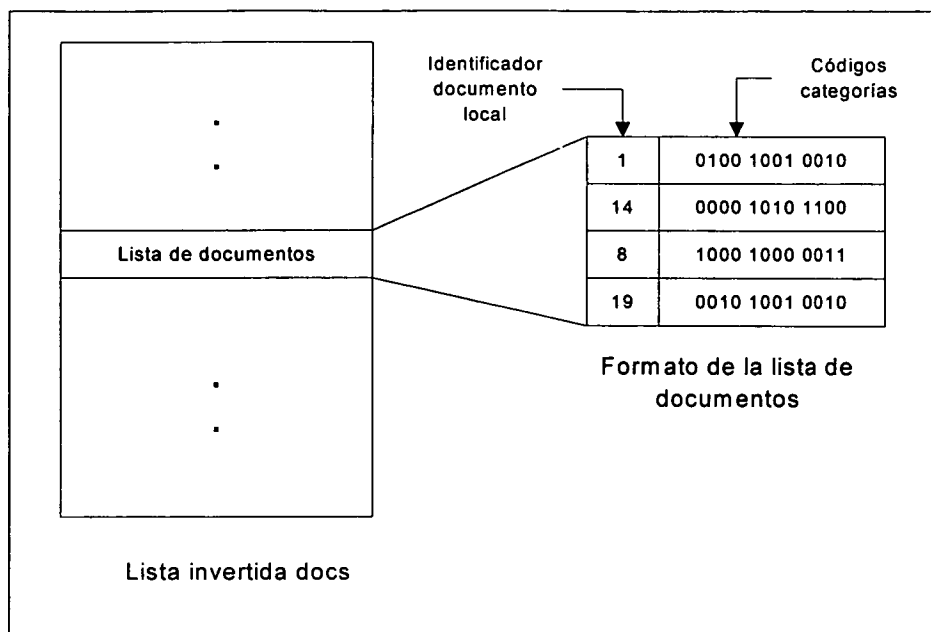 Identificador
documento
local
Códigos
categorías
1 0100 1001 0010
14 0000 1010 1100
8 1000 1000 0011
19 0010 1001 0010
Lista de documentos
Formato de la lista de
documentos
Lista invertida docs